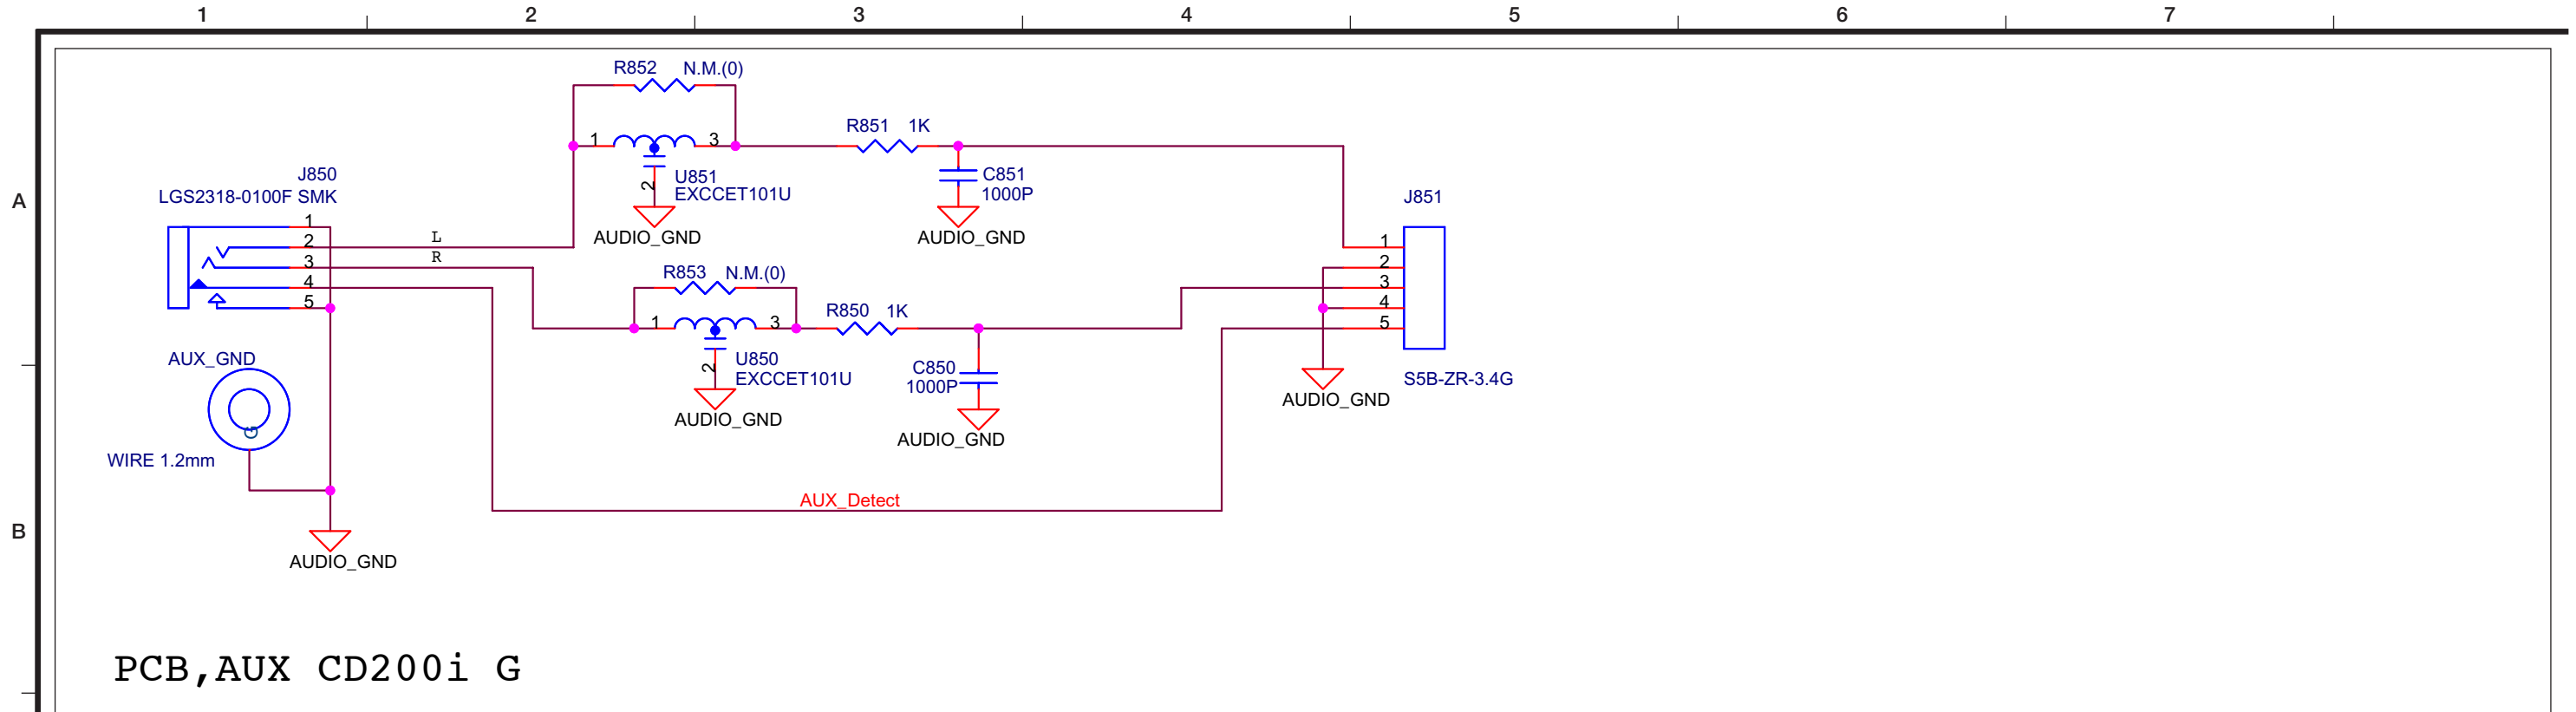 1 2 3 4 5 6 7
R852 N.M.(0)
1 3
R851 1K
2
U851
EXCCET101U
C851
1000P
AUDIO_GND
AUDIO_GND
A
J850
LGS2318-0100F SMK
1
2
3
4
5
L
R
R853 N.M.(0)
1 3
R850 1K
2
U850
EXCCET101U
AUDIO_GND
C850
1000P
AUDIO_GND
J851
1
2
3
4
5
S5B-ZR-3.4G
AUDIO_GND
AUX_GND
G
WIRE 1.2mm
AUX_Detect
B
AUDIO_GND
PCB,AUX CD200i G